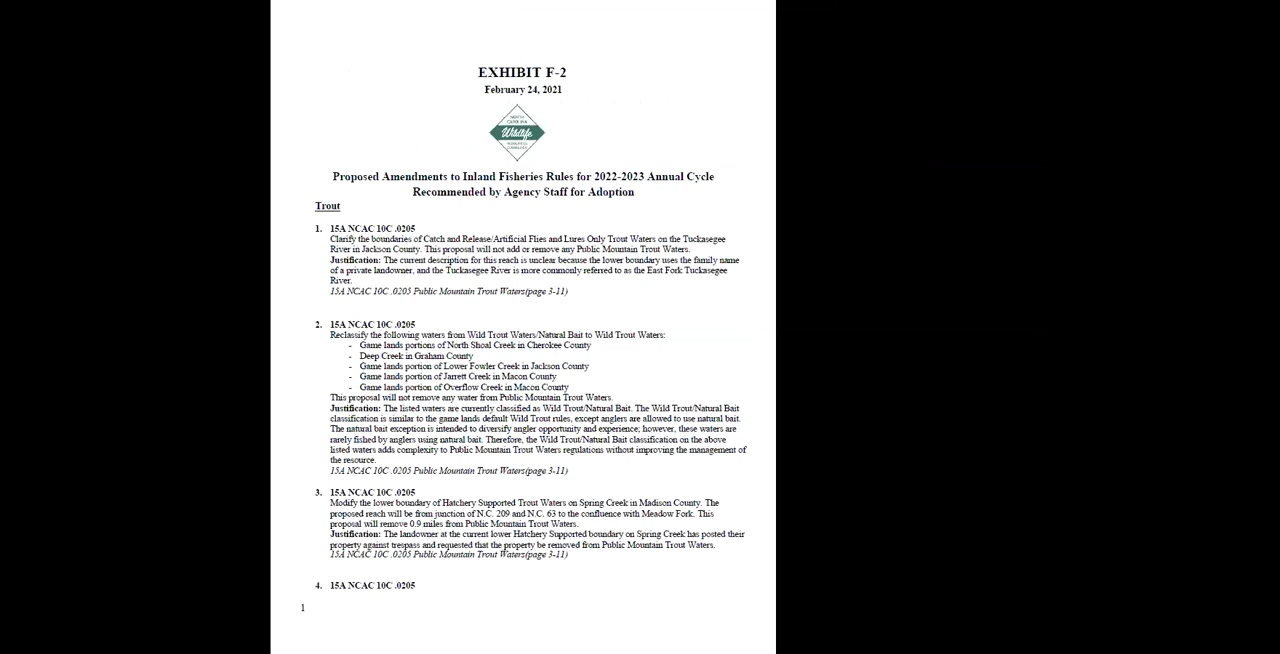 EXHIBIT F-2
February 24, 2021
NORTH
CAROLINA
Wildlife
RESOURCES
COMMISSION
Proposed Amendments to Inland Fisheries Rules for 2022-2023 Annual Cycle
Recommended by Agency Staff for Adoption
Trout
1. 15A NCAC 10C .0205
Clarify the boundaries of Catch and Release/Artificial Flies and Lures Only Trout Waters on the Tuckasegee
River in Jackson County. This proposal will not add or remove any Public Mountain Trout Waters.
Justification: The current description for this reach is unclear because the lower boundary uses the family name
of a private landowner, and the Tuckasegee River is more commonly referred to as the East Fork Tuckasegee
River.
15A NCAC 10C .0205 Public Mountain Trout Waters(page 3-11)
2. 15A NCAC 10C .0205
Reclassify the following waters from Wild Trout Waters/Natural Bait to Wild Trout Waters:
- Game lands portions of North Shoal Creek in Cherokee County
- Deep Creek in Graham County
- Game lands portion of Lower Fowler Creek in Jackson County
- Game lands portion of Jarrett Creek in Macon County
- Game lands portion of Overflow Creek in Macon County
This proposal will not remove any water from Public Mountain Trout Waters.
Justification: The listed waters are currently classified as Wild Trout/Natural Bait. The Wild Trout/Natural Bait
classification is similar to the game lands default Wild Trout rules, except anglers are allowed to use natural bait.
The natural bait exception is intended to diversify angler opportunity and experience; however, these waters are
rarely fished by anglers using natural bait. Therefore, the Wild Trout/Natural Bait classification on the above
listed waters adds complexity to Public Mountain Trout Waters regulations without improving the management of
the resource.
15A NCAC 10C .0205 Public Mountain Trout Waters(page 3-11)
3. 15A NCAC 10C .0205
Modify the lower boundary of Hatchery Supported Trout Waters on Spring Creek in Madison County. The
proposed reach will be from junction of N.C. 209 and N.C. 63 to the confluence with Meadow Fork. This
proposal will remove 0.9 miles from Public Mountain Trout Waters.
Justification: The landowner at the current lower Hatchery Supported boundary on Spring Creek has posted their
property against trespass and requested that the property be removed from Public Mountain Trout Waters.
15A NCAC 10C .0205 Public Mountain Trout Waters(page 3-11)
4. 15A NCAC 10C .0205
1